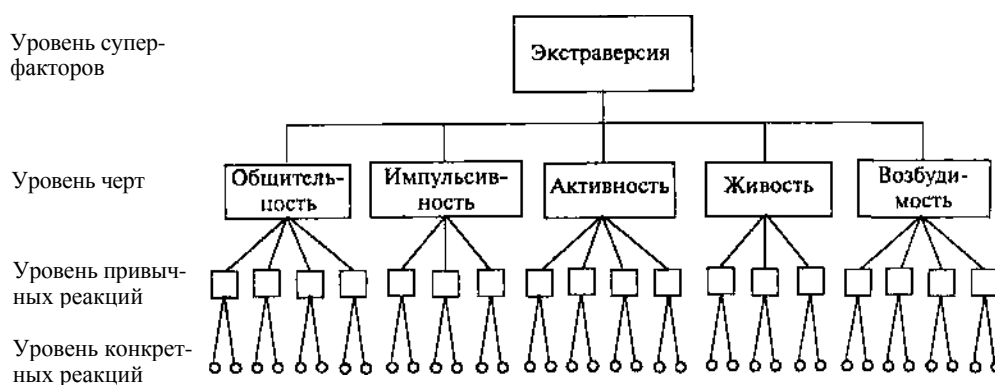 Уровень супер-
факторов
Экстраверсия
Уровень черт
Общитель-
ность
Импульсив-
ность
Активность
Живость
Возбуди-
мость
Уровень привыч-
ных реакций
Уровень конкрет-
ных реакций